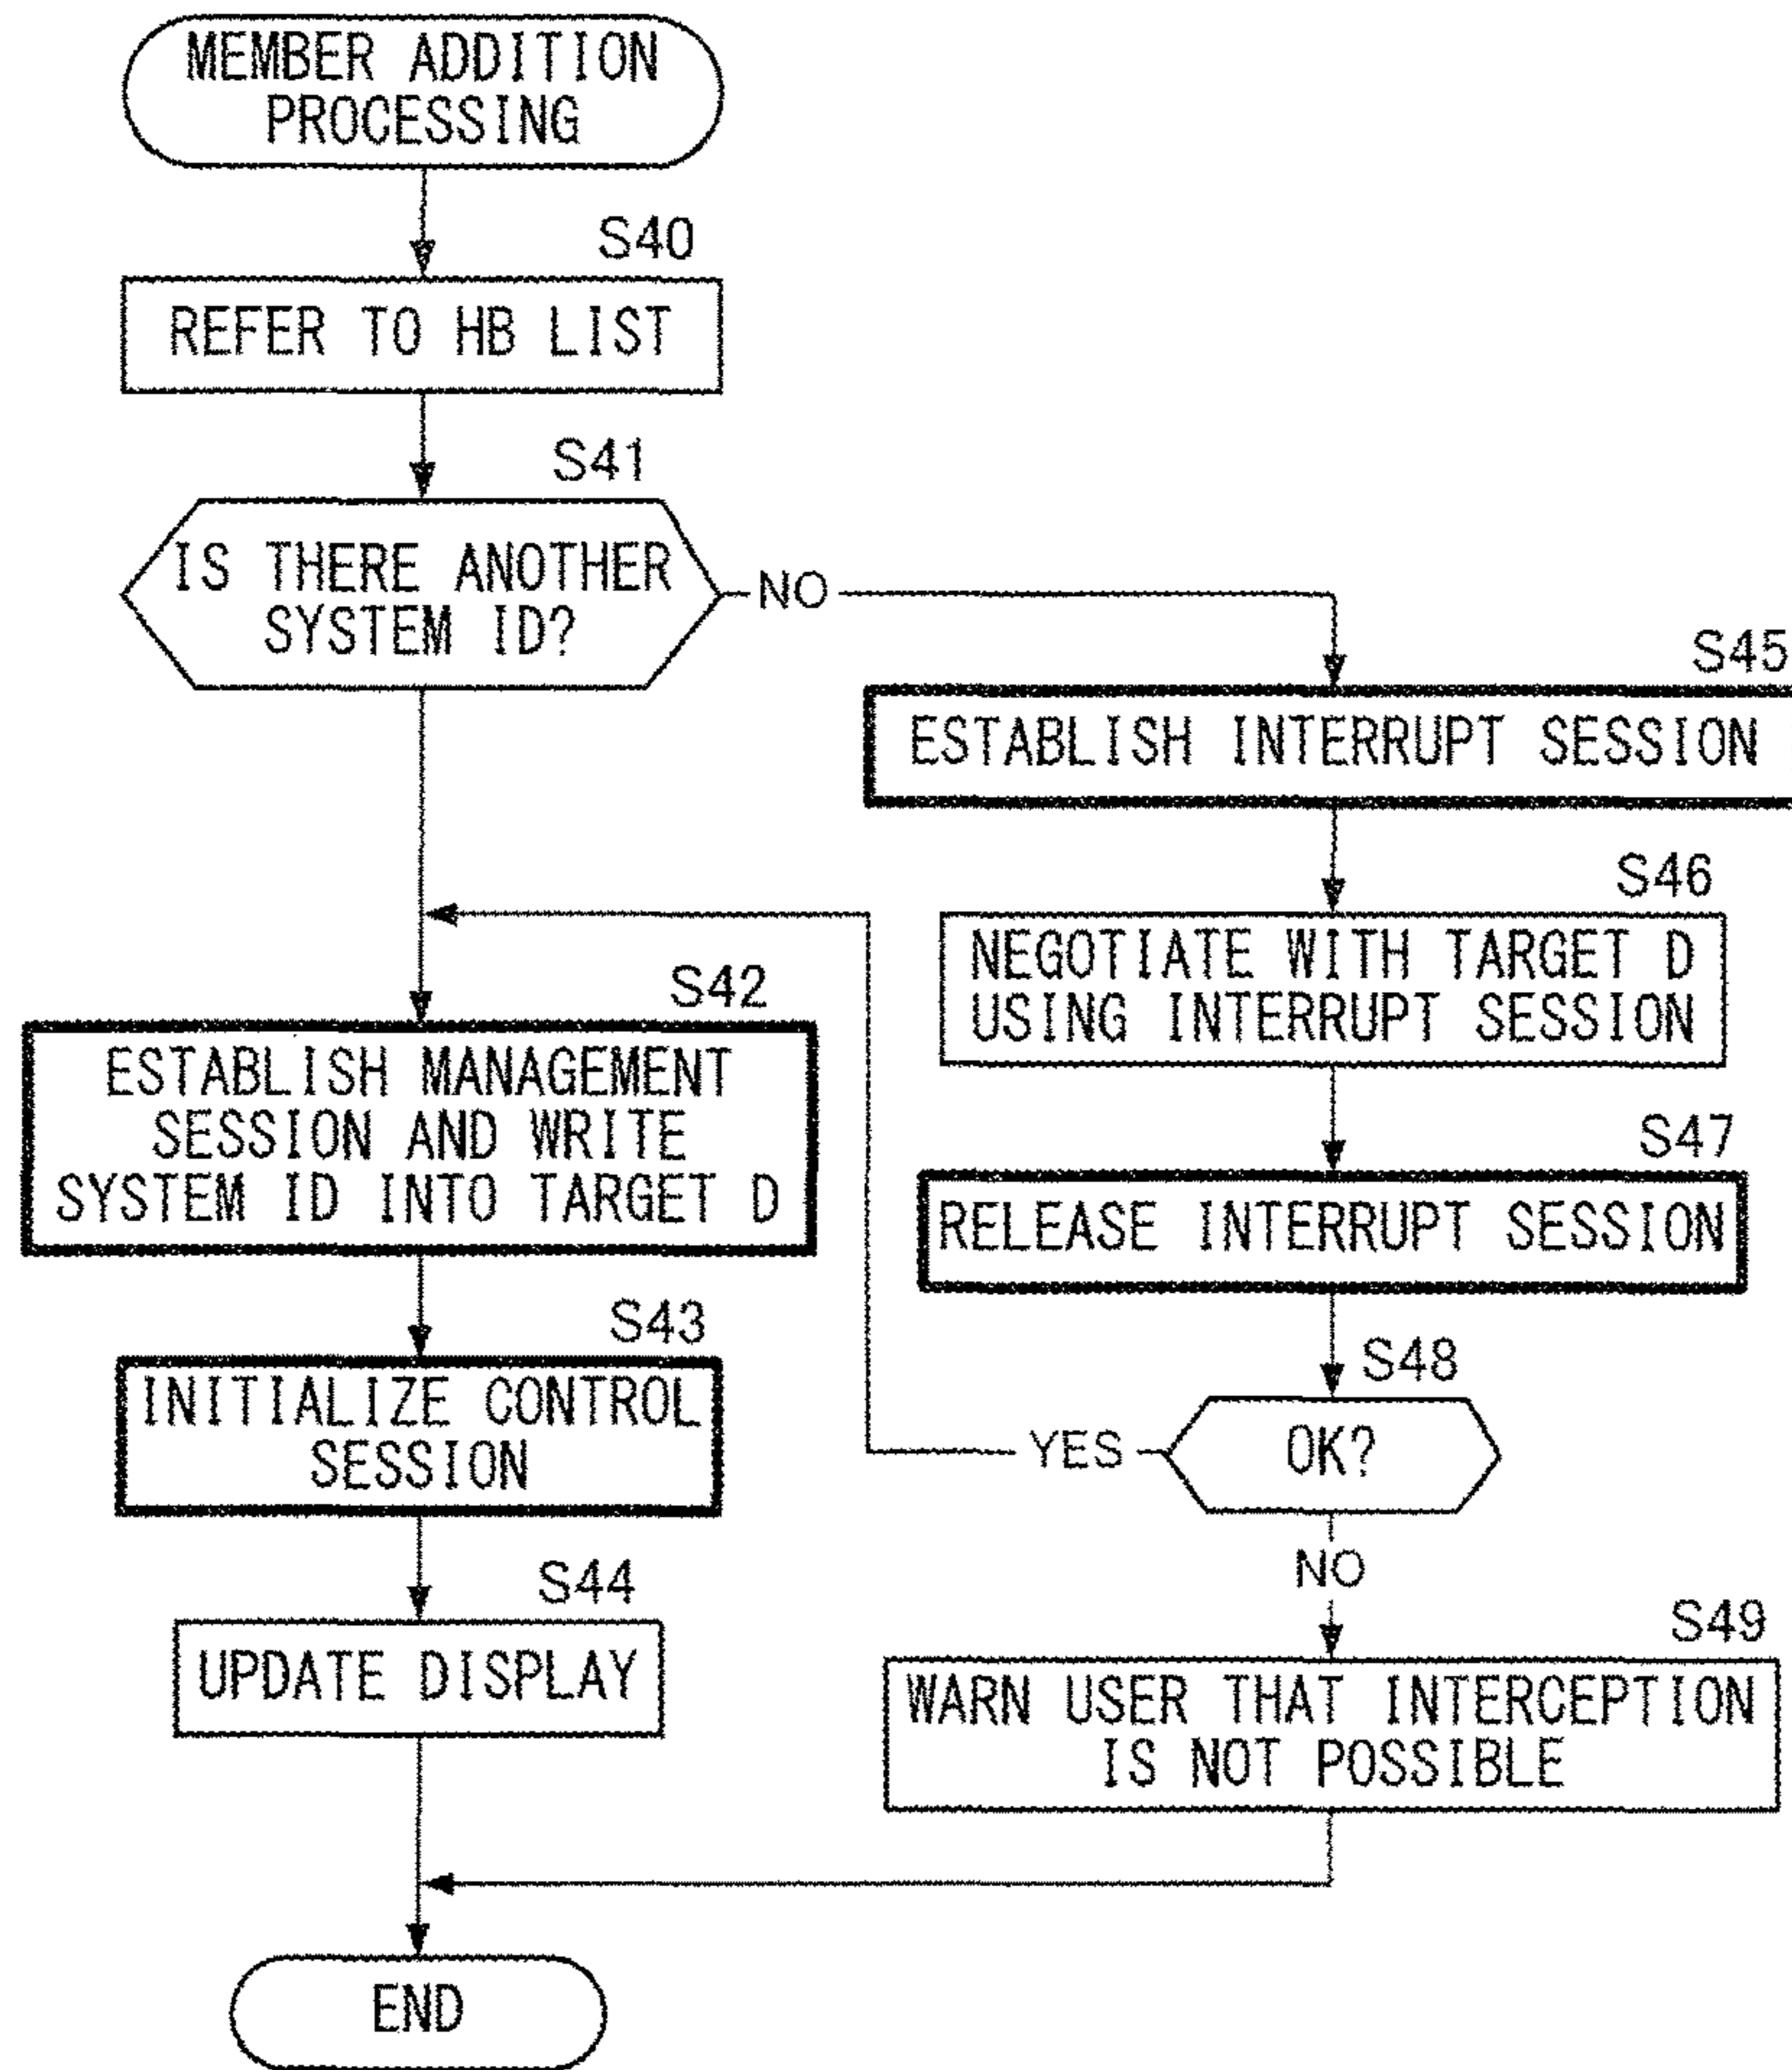 MEMBER ADDITION
PROCESSING
S40
REFER TO HB LIST
S41
IS THERE ANOTHER
SYSTEM ID?
NO
S45
ESTABLISH INTERRUPT SESSION
S46
NEGOTIATE WITH TARGET D
USING INTERRUPT SESSION
S42
ESTABLISH MANAGEMENT
SESSION AND WRITE
SYSTEM ID INTO TARGET D
S47
RELEASE INTERRUPT SESSION
S43
INITIALIZE CONTROL
SESSION
S48
OK?
YES
NO
S44
UPDATE DISPLAY
S49
WARN USER THAT INTERCEPTION
IS NOT POSSIBLE
END